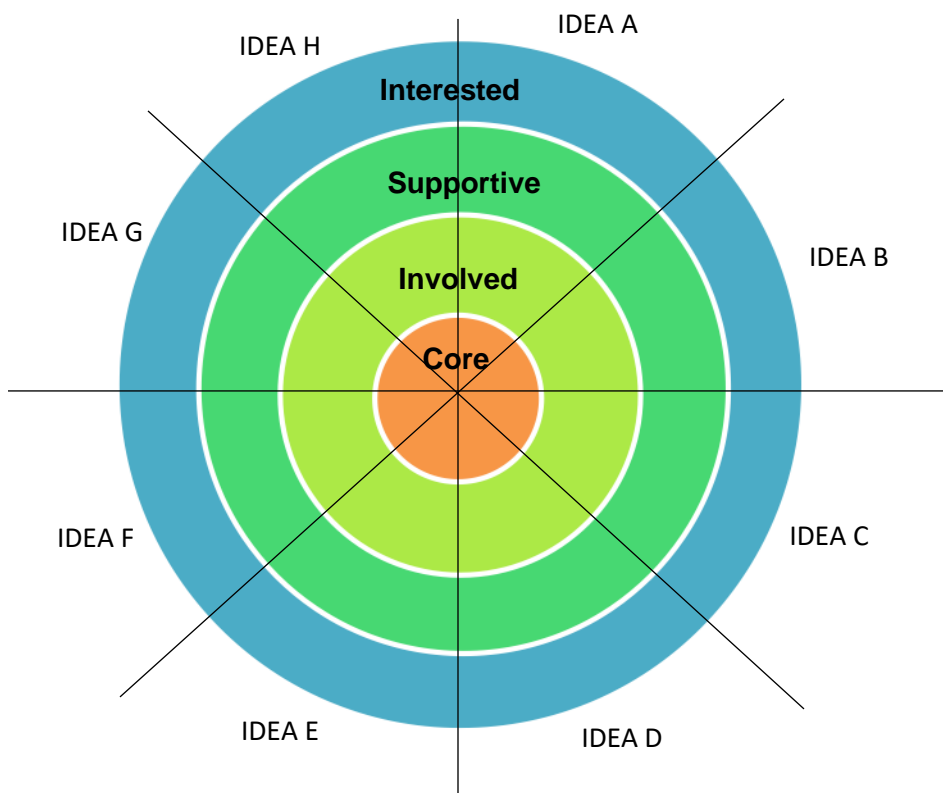 IDEA A
IDEA H
Interested
Supportive
IDEA G
IDEA B
Involved
Core
IDEA F
IDEA C
IDEA E
IDEA D